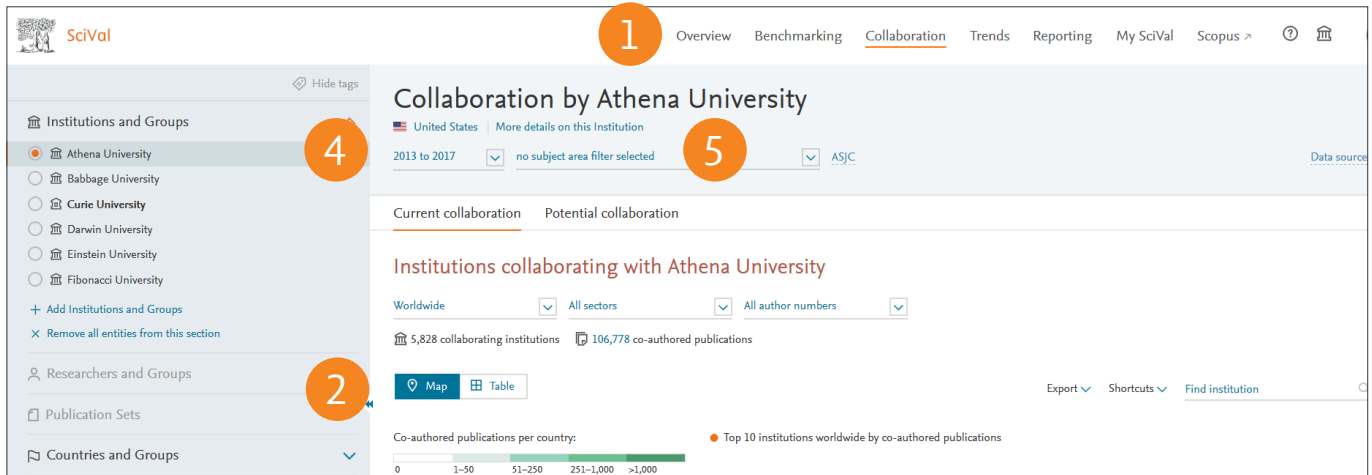 SciVal
1
Overview Benchmarking Collaboration Trends Reporting My SciVal Scopus
Hide tags
Institutions and Groups
4
Athena University
Babbage University
Curie University
Darwin University
Einstein University
Fibonacci University
+ Add Institutions and Groups
× Remove all entities from this section
Researchers and Groups
2
Publication Sets
Countries and Groups
Collaboration by Athena University
United States | More details on this Institution
2013 to 2017 no subject area filter selected 5 ASJC Data source
Current collaboration Potential collaboration
Institutions collaborating with Athena University
Worldwide All sectors All author numbers
5,828 collaborating institutions 106,778 co-authored publications
Map Table Export Shortcuts Find institution
Co-authored publications per country: Top 10 institutions worldwide by co-authored publications
0 1–50 51–250 251–1,000 >1,000